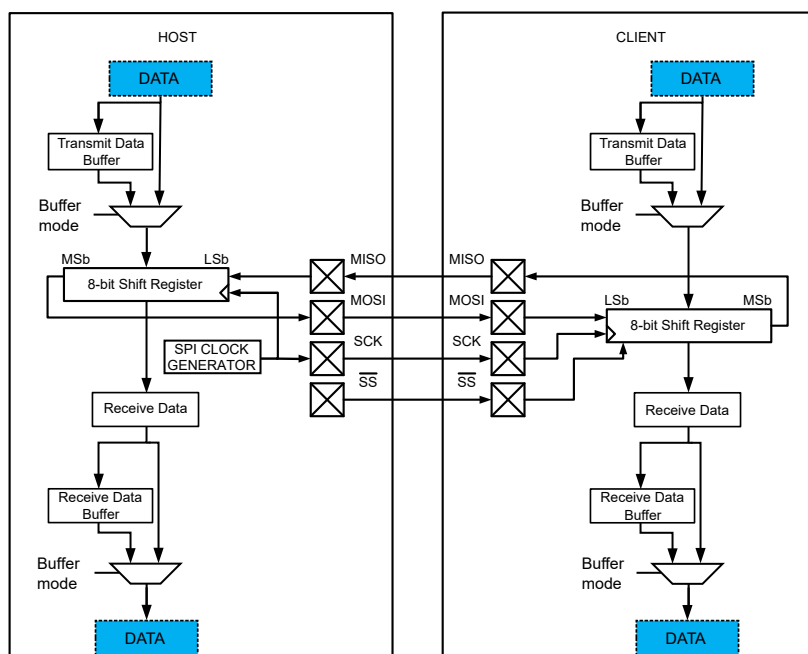 HOST
DATA
Transmit Data
Buffer
Buffer
mode
MSb
LSb
8-bit Shift Register
SPI CLOCK
GENERATOR
MISO
MOSI
SCK
SS
Receive Data
Receive Data
Buffer
Buffer
mode
DATA
CLIENT
DATA
Transmit Data
Buffer
Buffer
mode
MISO
MOSI
SCK
SS
LSb
MSb
8-bit Shift Register
Receive Data
Receive Data
Buffer
Buffer
mode
DATA